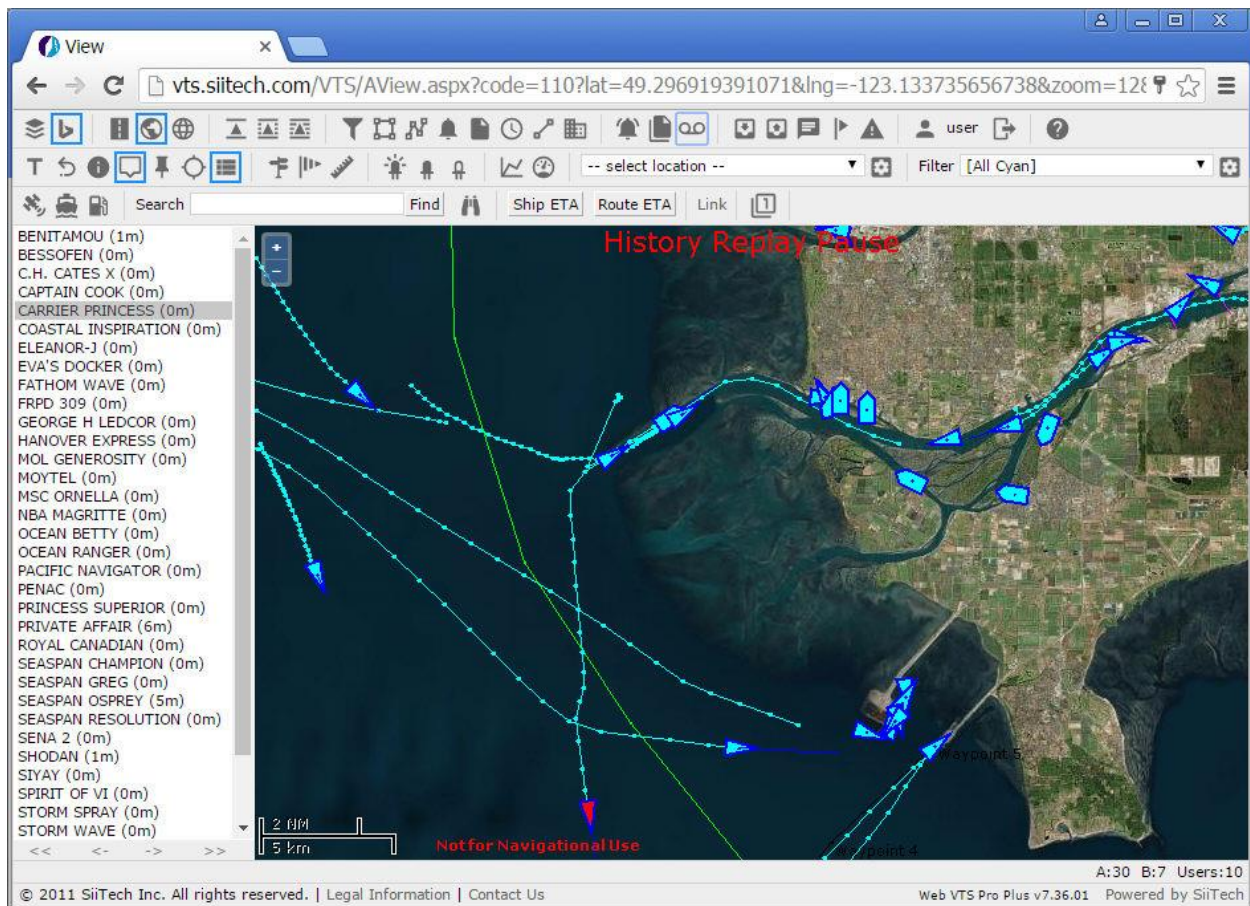 View
vts.siitech.com/VTS/AView.aspx?code=110?lat=49.296919391071&lng=-123.133735656738&zoom=128
user
T
-- select location --
Filter [All Cyan]
Search
Find
Ship ETA
Route ETA
Link
1
BENITAMOU (1m)
BESSOFEN (0m)
C.H. CATES X (0m)
CAPTAIN COOK (0m)
CARRIER PRINCESS (0m)
COASTAL INSPIRATION (0m)
ELEANOR-J (0m)
EVA'S DOCKER (0m)
FATHOM WAVE (0m)
FRPD 309 (0m)
GEORGE H LEDCOR (0m)
HANOVER EXPRESS (0m)
MOL GENEROSITY (0m)
MOYTEL (0m)
MSC ORNELLA (0m)
NBA MAGRITTE (0m)
OCEAN BETTY (0m)
OCEAN RANGER (0m)
PACIFIC NAVIGATOR (0m)
PENAC (0m)
PRINCESS SUPERIOR (0m)
PRIVATE AFFAIR (6m)
ROYAL CANADIAN (0m)
SEASPAN CHAMPION (0m)
SEASPAN GREG (0m)
SEASPAN OSPREY (5m)
SEASPAN RESOLUTION (0m)
SENA 2 (0m)
SHODAN (1m)
SIYAY (0m)
SPIRIT OF VI (0m)
STORM SPRAY (0m)
STORM WAVE (0m)
<< <- -> >>
+
−
History Replay Pause
Waypoint 5
Waypoint 4
2 NM
5 km
Not for Navigational Use
A:30 B:7 Users:10
© 2011 SiiTech Inc. All rights reserved. | Legal Information | Contact Us
Web VTS Pro Plus v7.36.01 Powered by SiiTech